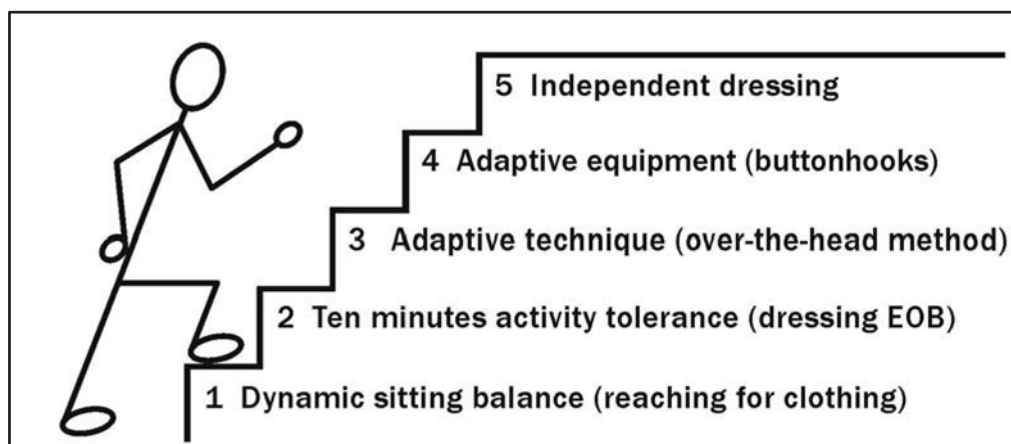 5 Independent dressing
4 Adaptive equipment (buttonhooks)
3 Adaptive technique (over-the-head method)
2 Ten minutes activity tolerance (dressing EOB)
1 Dynamic sitting balance (reaching for clothing)